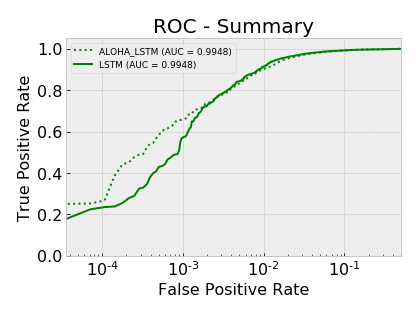 ROC - Summary
ALOHA_LSTM (AUC = 0.9948)
LSTM (AUC = 0.9948)
True Positive Rate
1.0
0.8
0.6
0.4
0.2
0.0
10⁻⁴ 10⁻³ 10⁻² 10⁻¹
False Positive Rate